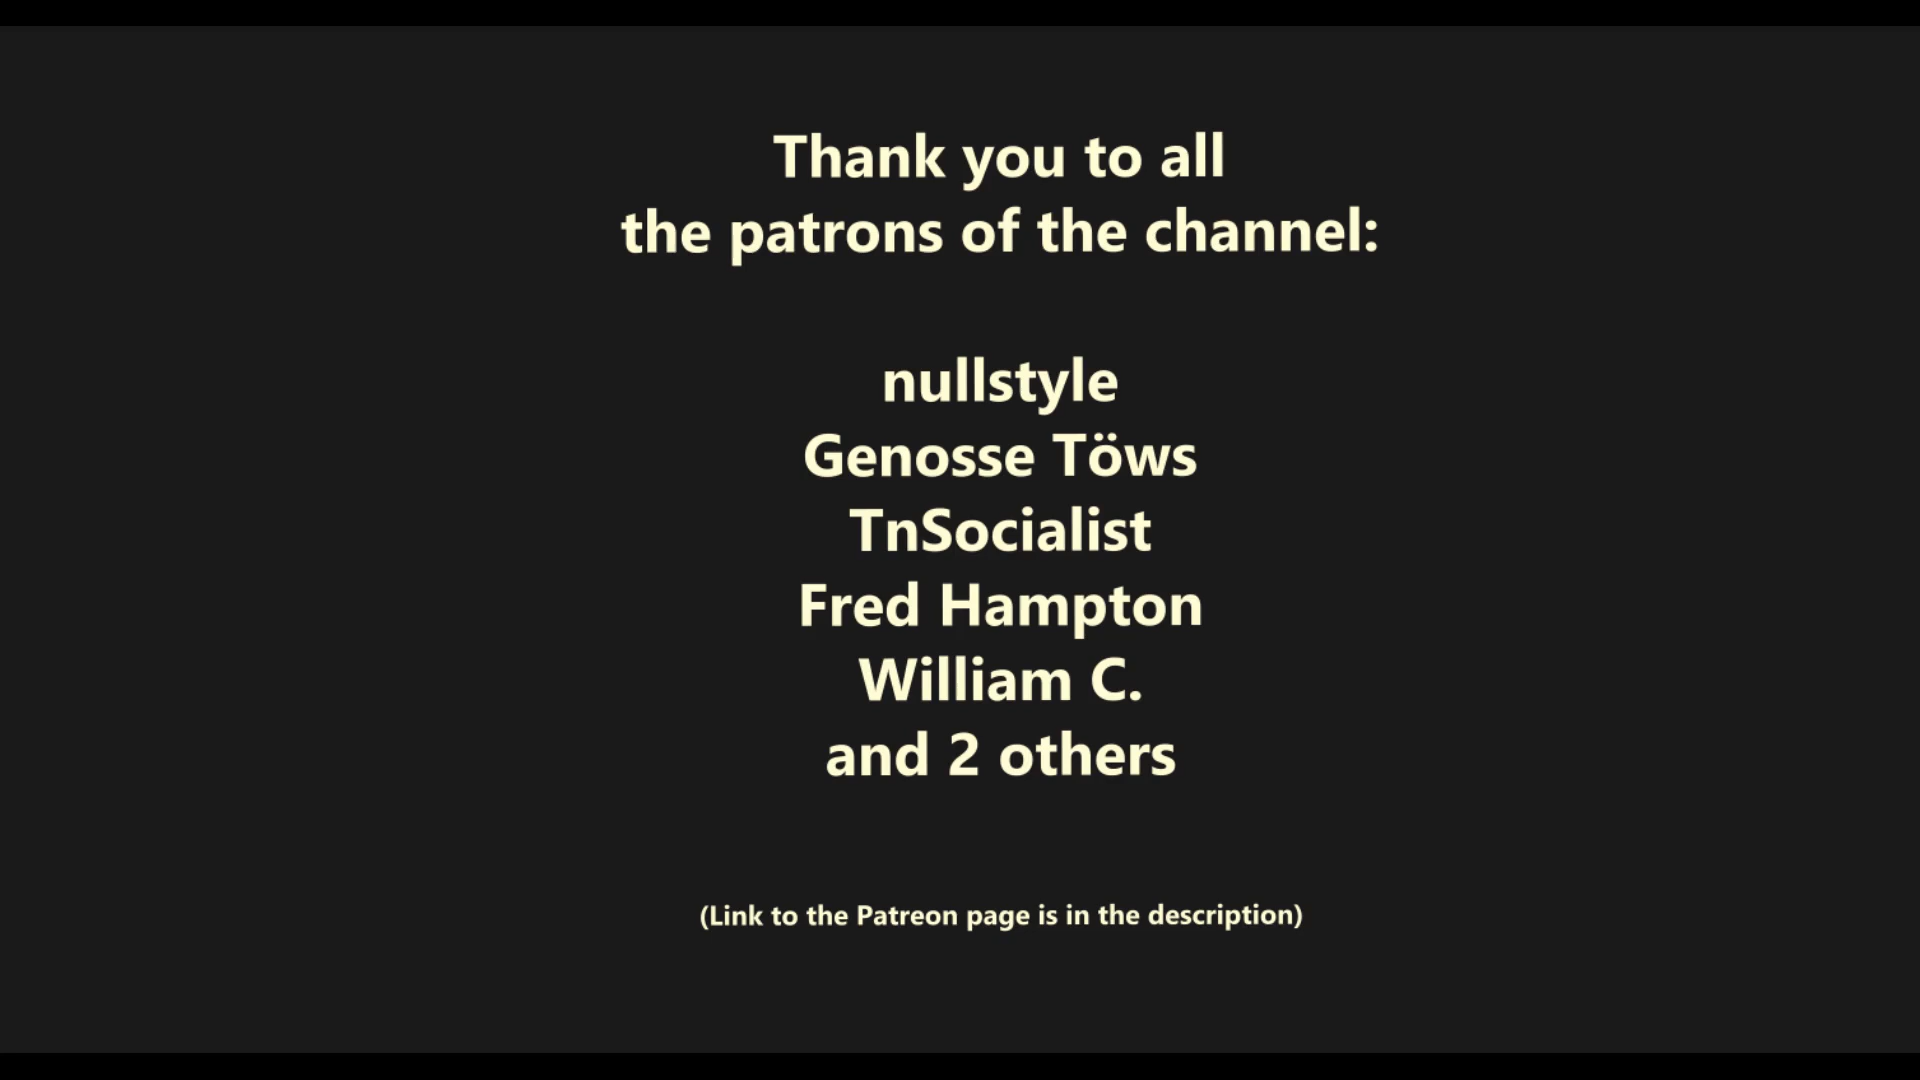 Thank you to all
the patrons of the channel:
nullstyle
Genosse Töws
TnSocialist
Fred Hampton
William C.
and 2 others
(Link to the Patreon page is in the description)